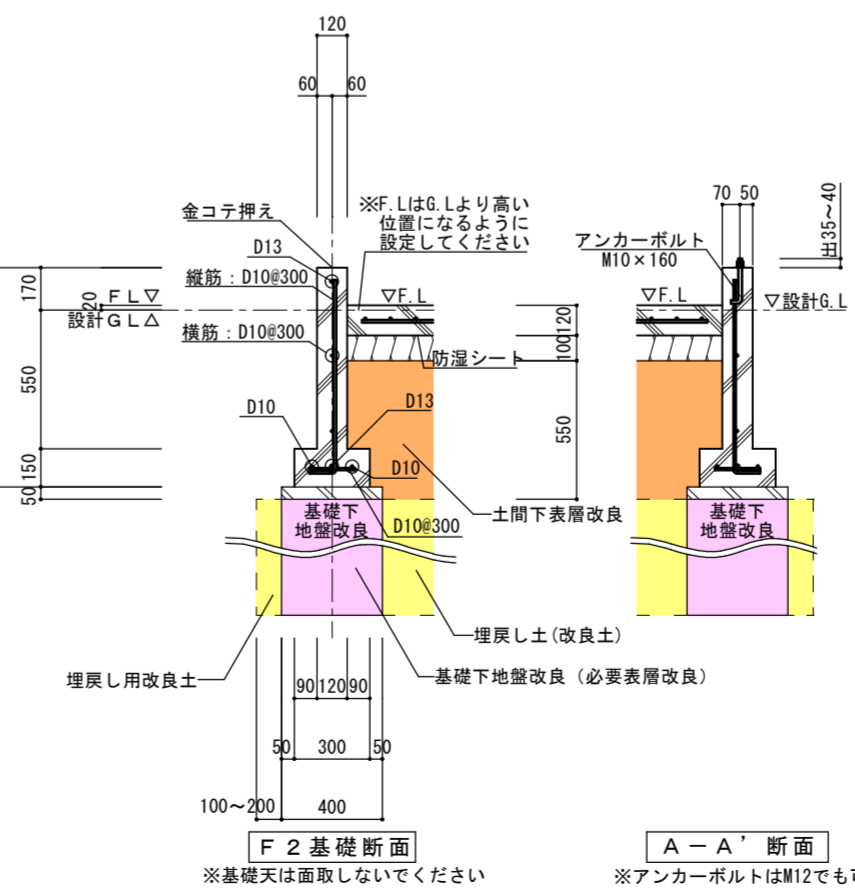 120
60 60
金コテ押え
※F.LはG.Lより高い
位置になるように
設定してください
D13
縦筋：D10@300
横筋：D10@300
170
20
FL▽
設計GL△
550
150
50
▽F.L
120
100
550
防湿シート
D10
D13
D10
D10@300
土間下表層改良
基礎下
地盤改良
埋戻し土(改良土)
埋戻し用改良土
基礎下地盤改良（必要表層改良）
90 120 90
50 300 50
100～200 400
F2基礎断面
※基礎天は面取しないでください
70 50
出35～40
アンカーボルト
M10×160
▽F.L
▽設計G.L
基礎下
地盤改良
A－A’断面
※アンカーボルトはM12でも